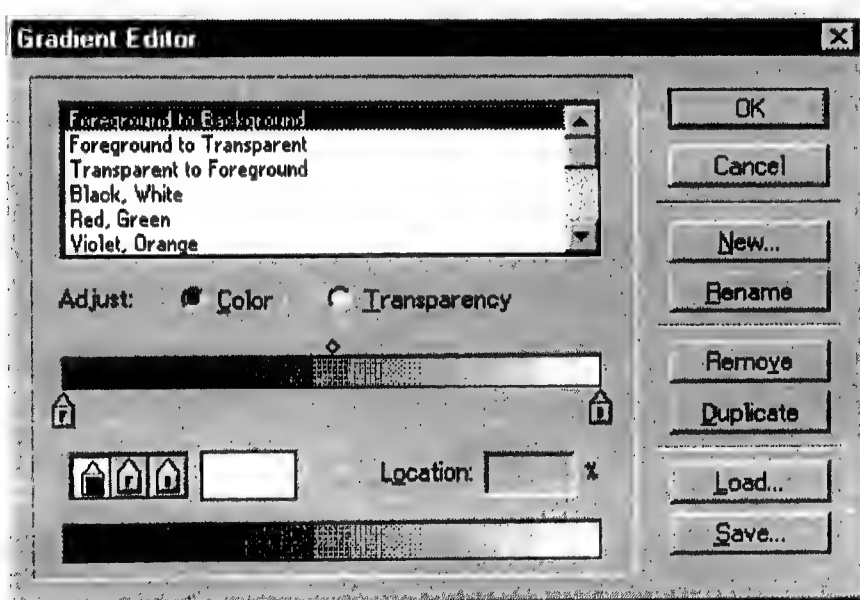 Gradient Editor
Foreground to Background
Foreground to Transparent
Transparent to Foreground
Black, White
Red, Green
Violet, Orange
Adjust: Color Transparency
F
B
F B
Location: %
OK
Cancel
New...
Rename
Remove
Duplicate
Load...
Save...